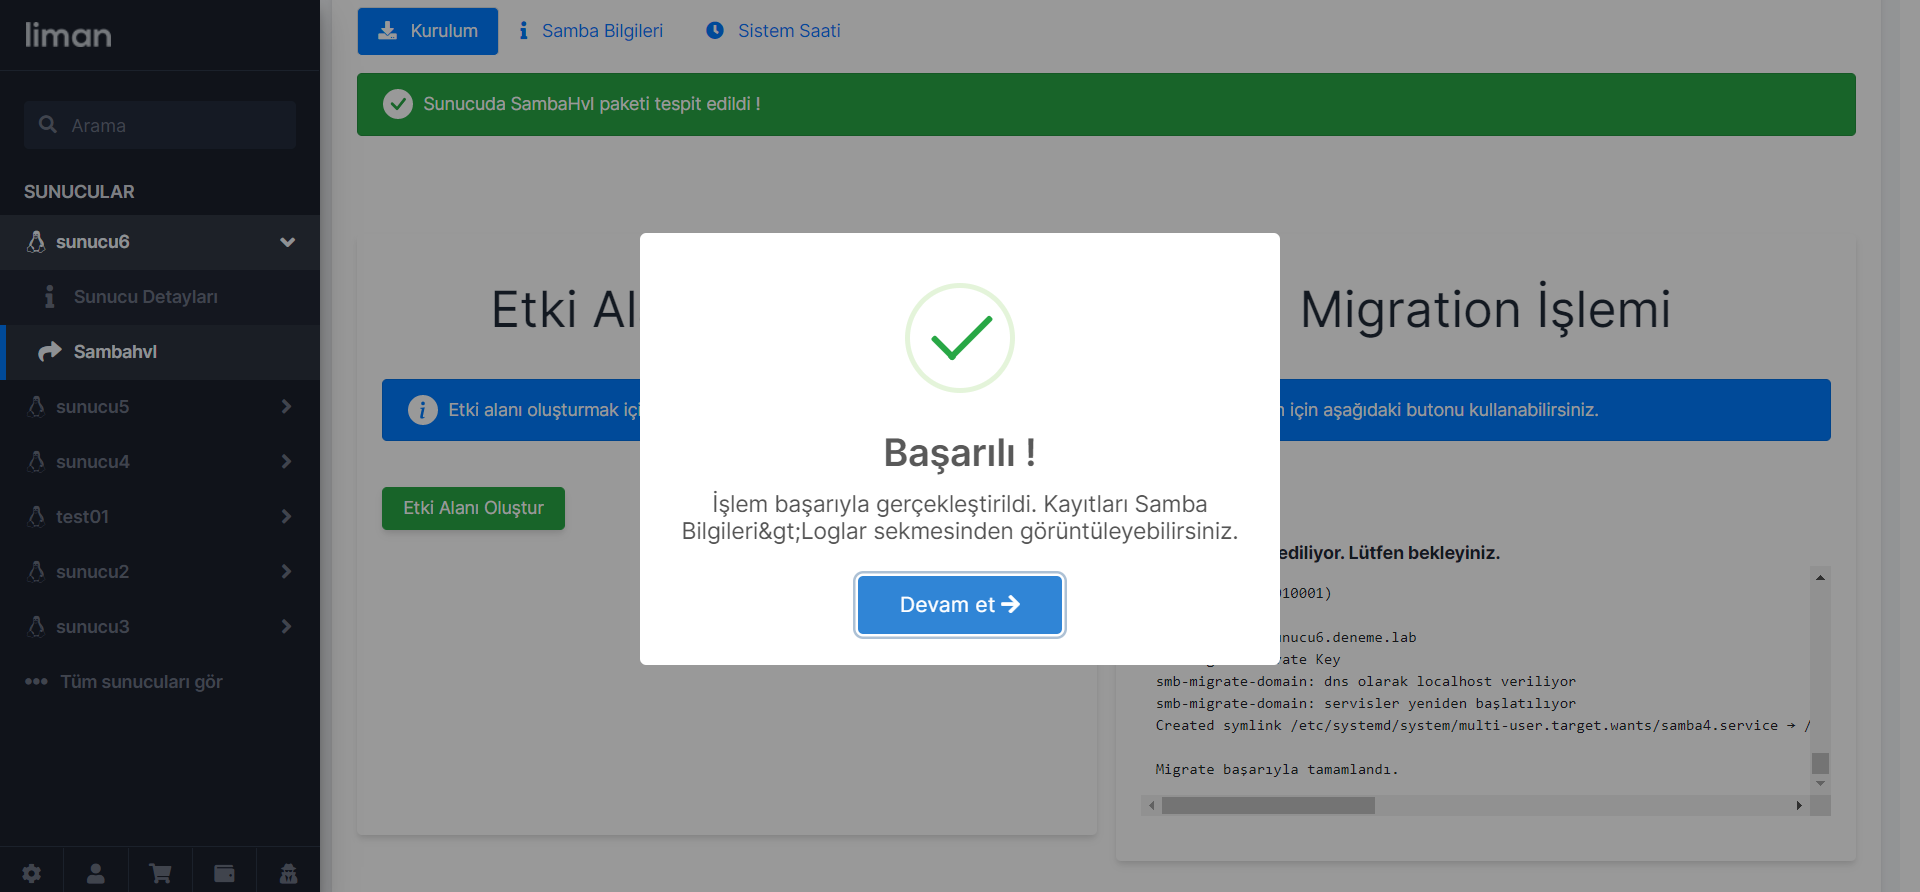 liman
Arama
SUNUCULAR
sunucu6
Sunucu Detayları
Sambahvl
sunucu5
sunucu4
test01
sunucu2
sunucu3
Tüm sunucuları gör
Kurulum
Samba Bilgileri
Sistem Saati
Sunucuda SambaHvl paketi tespit edildi !
Etki Al
Etki alanı oluşturmak içi
Etki Alanı Oluştur
Başarılı !
İşlem başarıyla gerçekleştirildi. Kayıtları Samba
Bilgileri&gt;Loglar sekmesinden görüntüleyebilirsiniz.
Devam et
Migration İşlemi
için aşağıdaki butonu kullanabilirsiniz.
ediliyor. Lütfen bekleyiniz.
10001)
nucu6.deneme.lab
ate Key
smb-migrate-domain: dns olarak localhost veriliyor
smb-migrate-domain: servisler yeniden başlatılıyor
Created symlink /etc/systemd/system/multi-user.target.wants/samba4.service → /
Migrate başarıyla tamamlandı.